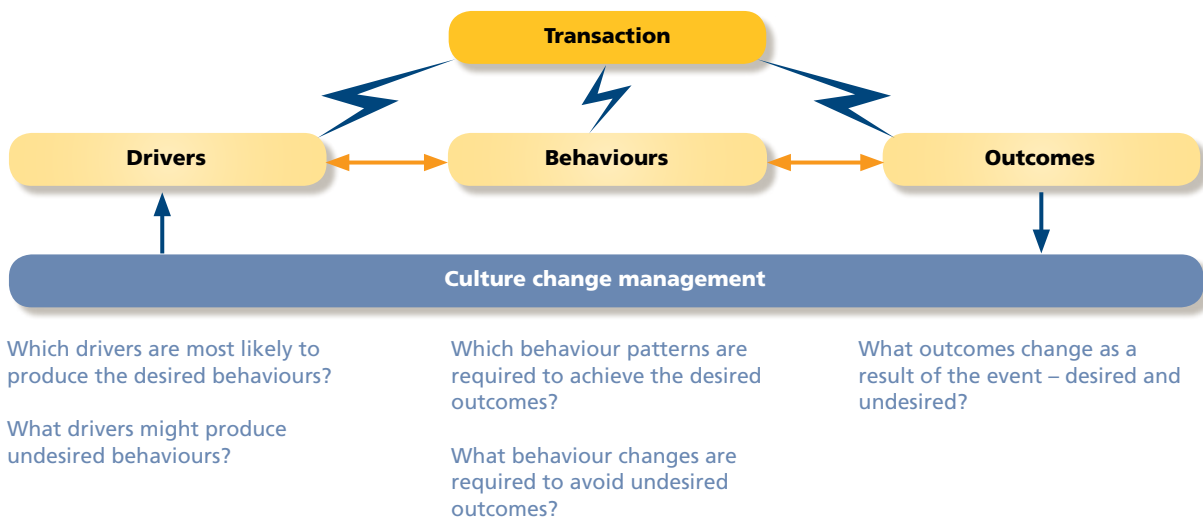 Transaction
Drivers
Behaviours
Outcomes
Culture change management
Which drivers are most likely to
produce the desired behaviours?
What drivers might produce
undesired behaviours?
Which behaviour patterns are
required to achieve the desired
outcomes?
What behaviour changes are
required to avoid undesired
outcomes?
What outcomes change as a
result of the event – desired and
undesired?